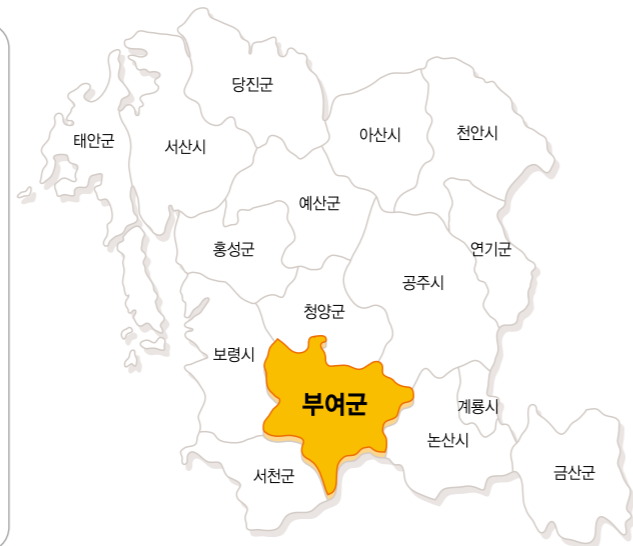 당진군
태안군
서산시
아산시
천안시
예산군
홍성군
연기군
공주시
청양군
보령시
부여군
계룡시
논산시
서천군
금산군